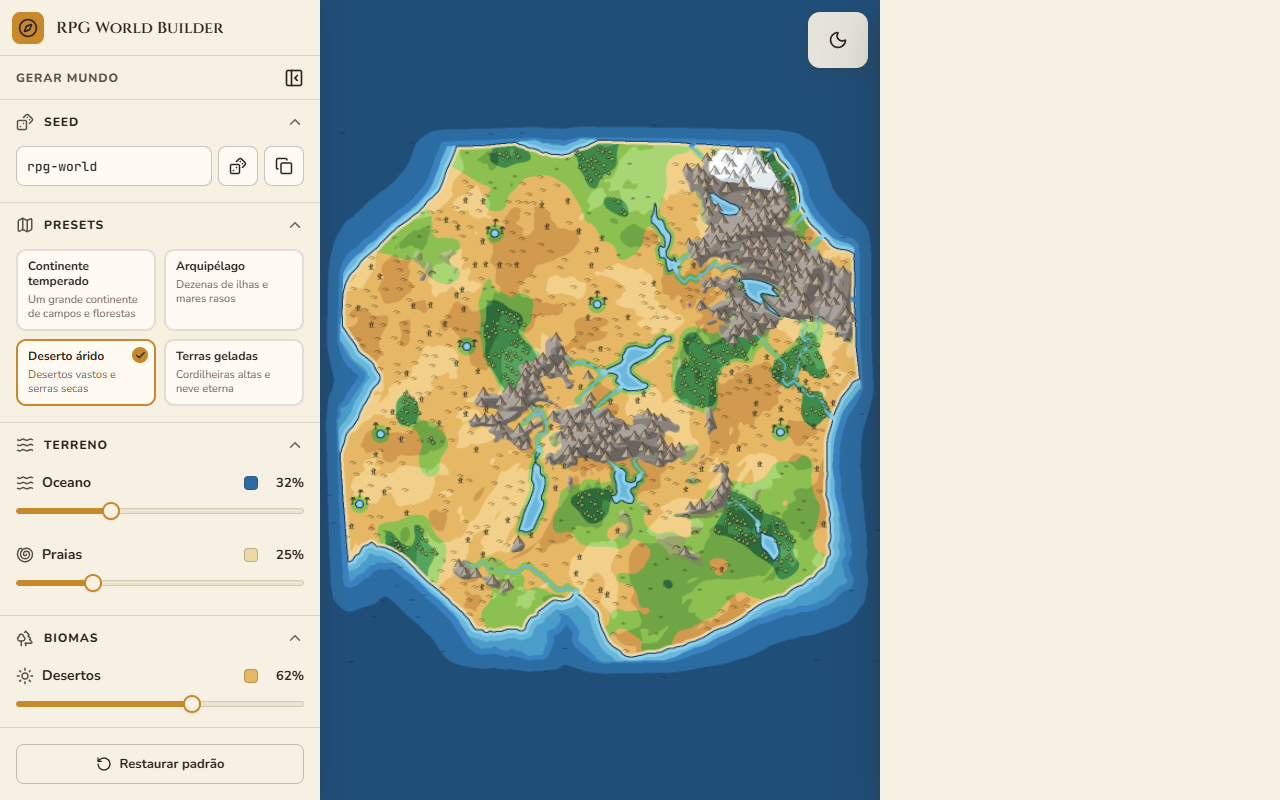 RPG World Builder
GERAR MUNDO
SEED
rpg-world
PRESETS
Continente
temperado
Um grande continente
de campos e florestas
Arquipélago
Dezenas de ilhas e
mares rasos
Deserto árido
Desertos vastos e
serras secas
Terras geladas
Cordilheiras altas e
neve eterna
TERRENO
Oceano 32%
Praias 25%
BIOMAS
Desertos 62%
Restaurar padrão